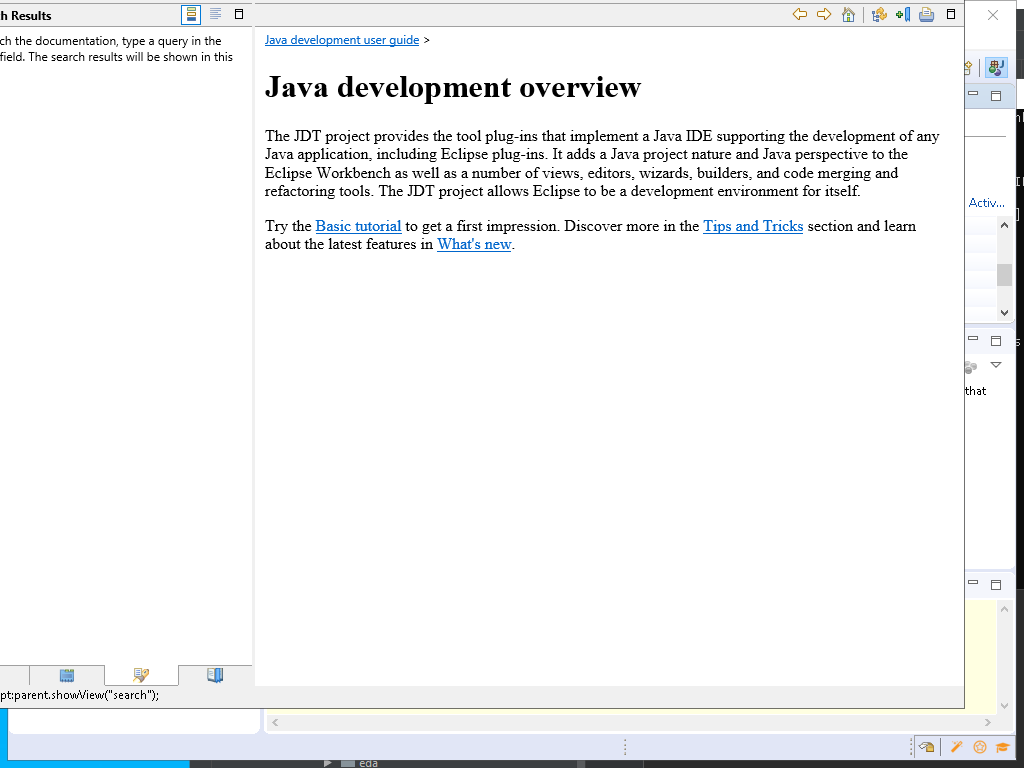 h Results
ch the documentation, type a query in the
field. The search results will be shown in this
Java development user guide >
Java development overview
The JDT project provides the tool plug-ins that implement a Java IDE supporting the development of any
Java application, including Eclipse plug-ins. It adds a Java project nature and Java perspective to the
Eclipse Workbench as well as a number of views, editors, wizards, builders, and code merging and
refactoring tools. The JDT project allows Eclipse to be a development environment for itself.
Try the Basic tutorial to get a first impression. Discover more in the Tips and Tricks section and learn
about the latest features in What's new.
Activ...
that
pt:parent.showView("search");
eda